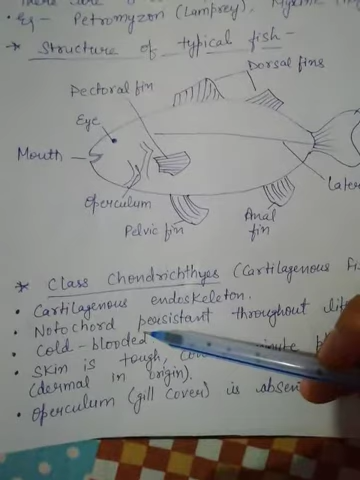 • Eg - Petromyzon (Lamprey),
* Structure of typical fish -
Dorsal fins
Pectoral fin
Eye
Mouth
Operculum
Pelvic fin
Anal fin
* Class Chondrichthyes (Cartilagenous
• Cartilagenous endoskeleton.
• Notochord persistant throughout
• Cold-blooded
• Skin is tough,
(dermal in origin).
• Operculum (gill cover) is